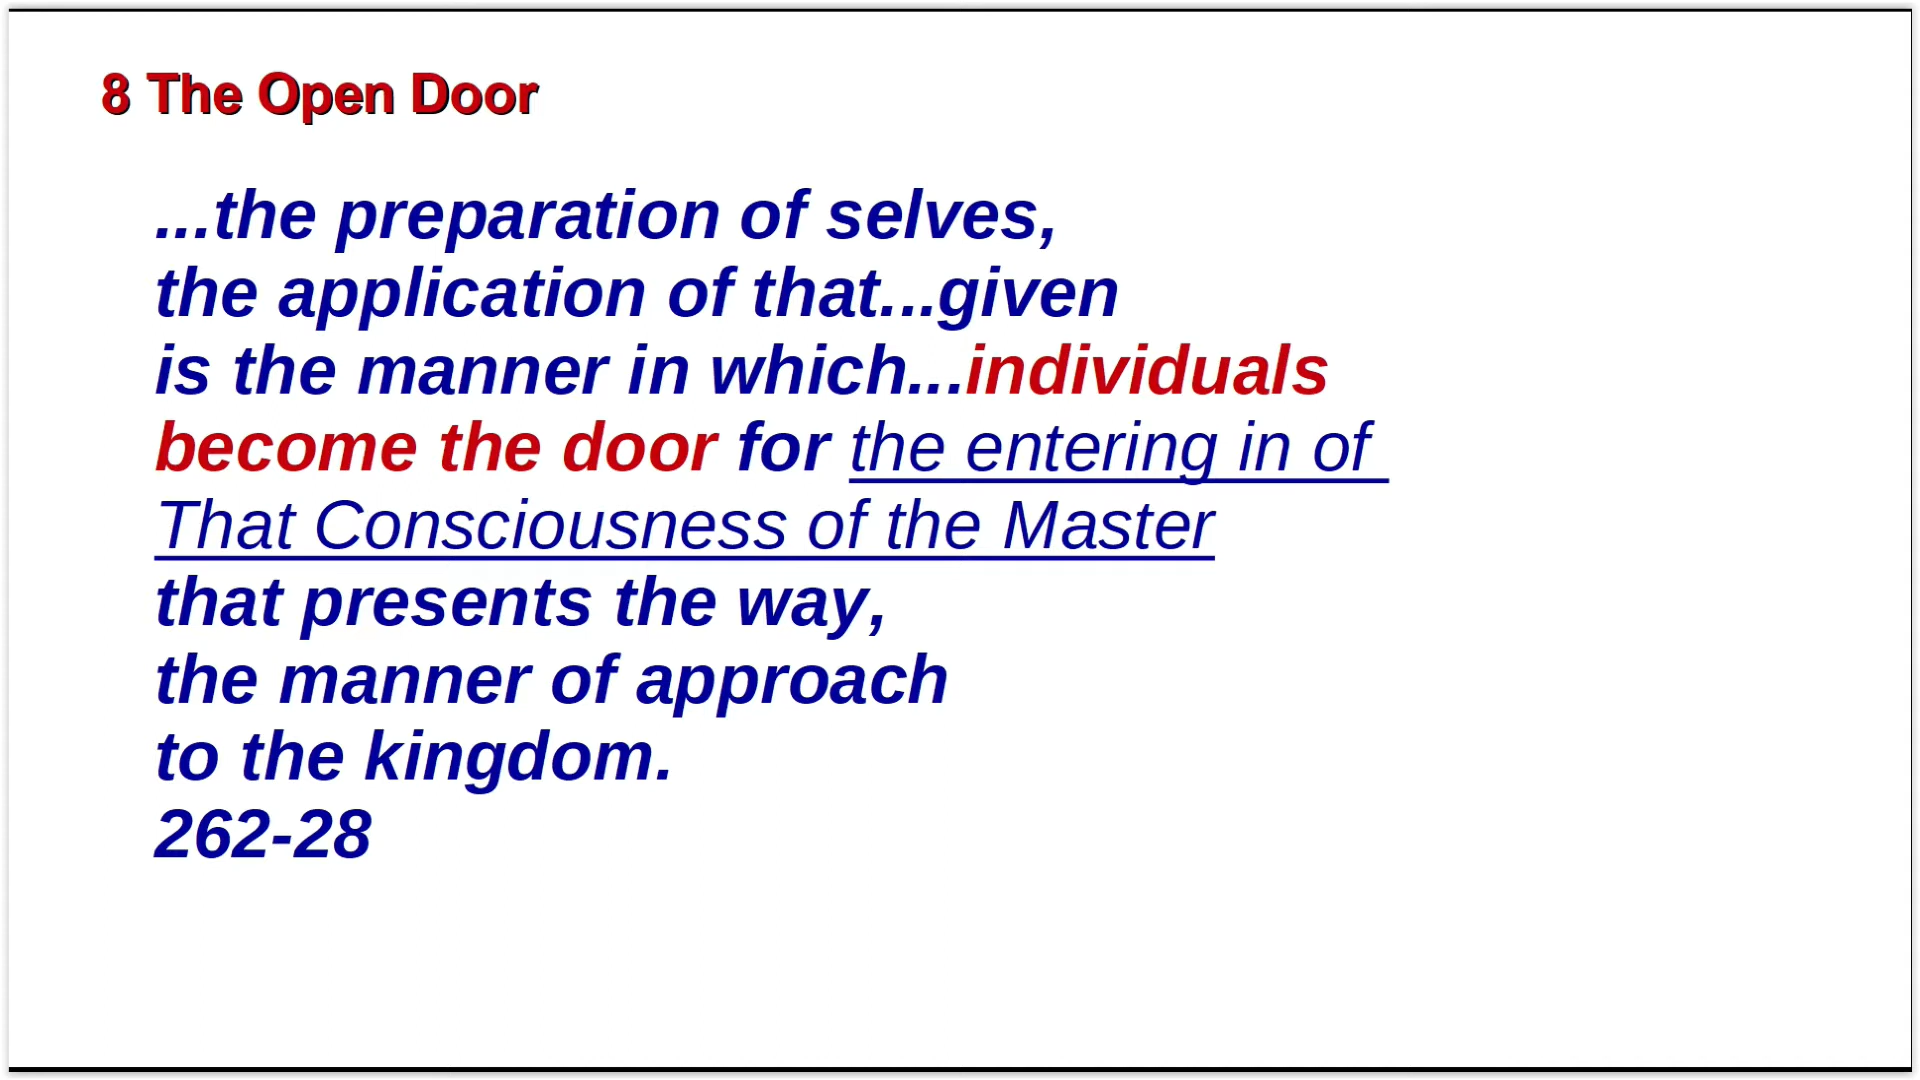 8 The Open Door
...the preparation of selves,
the application of that...given
is the manner in which...individuals
become the door for the entering in of
That Consciousness of the Master
that presents the way,
the manner of approach
to the kingdom.
262-28